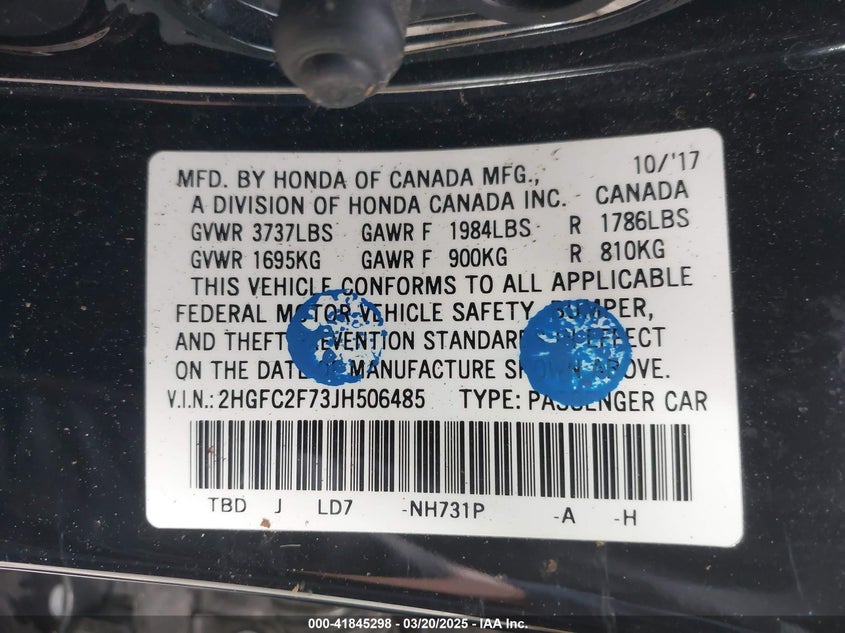 10/'17
MFD. BY HONDA OF CANADA MFG.,
A DIVISION OF HONDA CANADA INC. CANADA
GVWR 3737LBS GAWR F 1984LBS R 1786LBS
GVWR 1695KG GAWR F 900KG R 810KG
THIS VEHICLE CONFORMS TO ALL APPLICABLE
FEDERAL MOTOR VEHICLE SAFETY, BUMPER,
AND THEFT PREVENTION STANDARDS IN EFFECT
ON THE DATE OF MANUFACTURE SHOWN ABOVE.
V.I.N.: 2HGFC2F73JH506485 TYPE: PASSENGER CAR
TBD J LD7 -NH731P -A -H
000-41845298 - 03/20/2025 - IAA Inc.